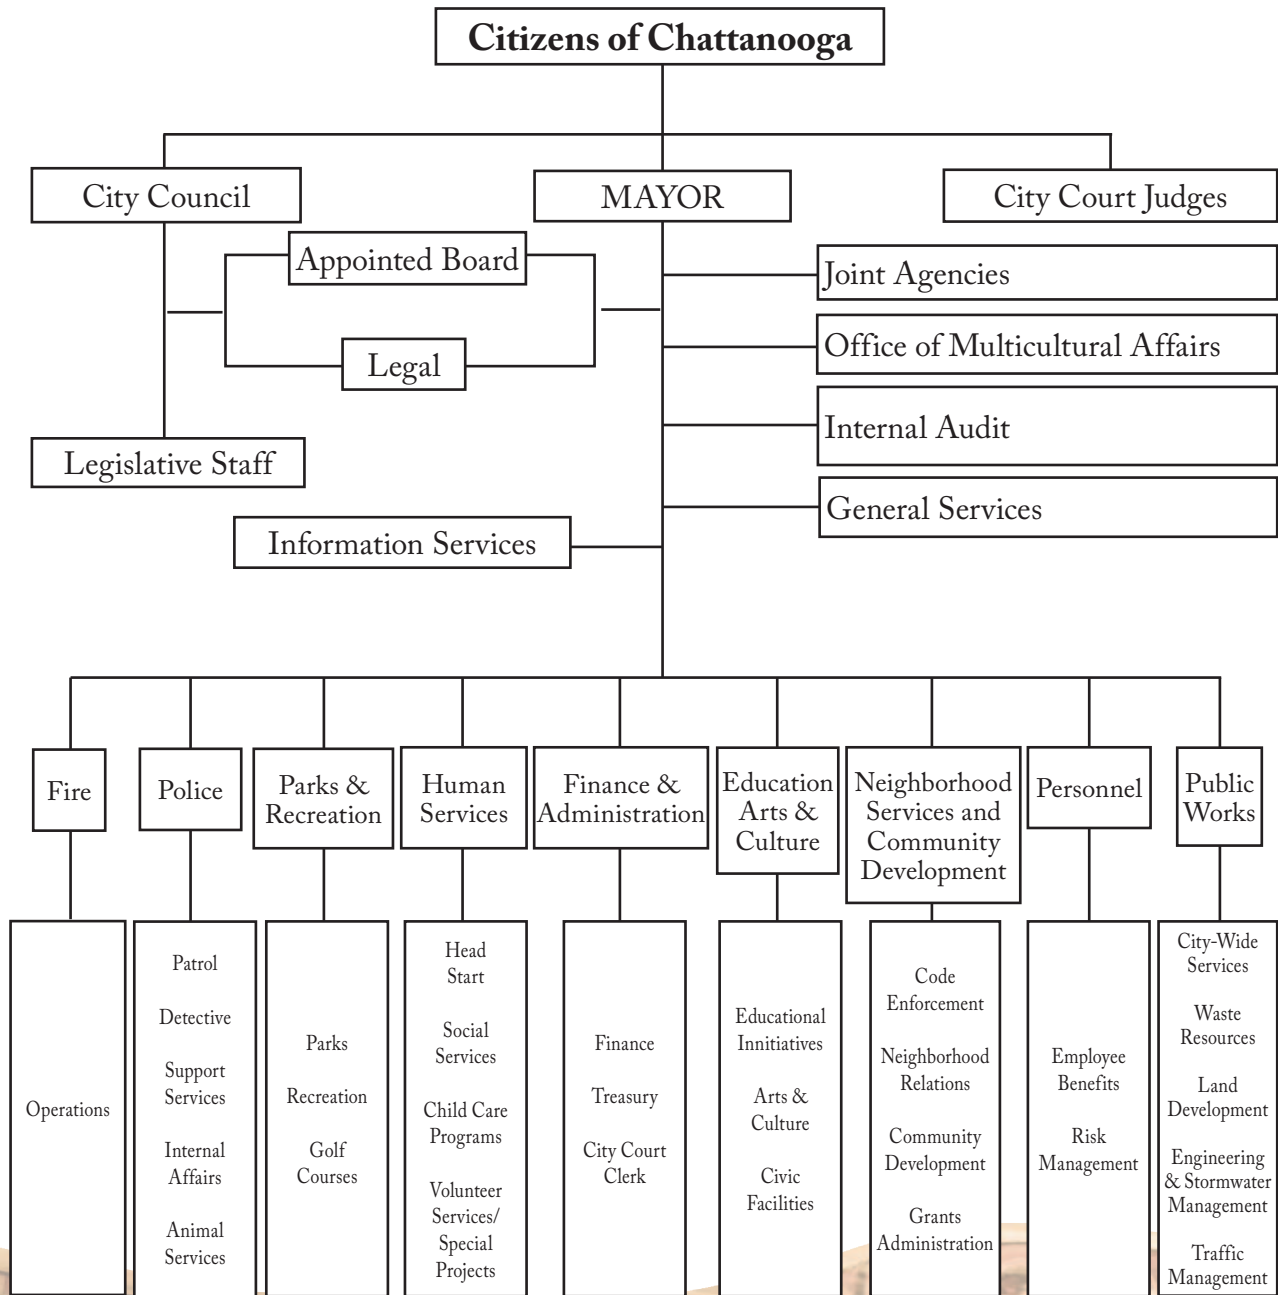 Citizens of Chattanooga
City Council
MAYOR
City Court Judges
Appointed Board
Joint Agencies
Office of Multicultural Affairs
Legal
Internal Audit
Legislative Staff
General Services
Information Services
Fire
Police
Parks &
Recreation
Human
Services
Finance &
Administration
Education
Arts &
Culture
Neighborhood
Services and
Community
Development
Personnel
Public
Works
Operations
Patrol
Detective
Support
Services
Internal
Affairs
Animal
Services
Parks
Recreation
Golf
Courses
Head
Start
Social
Services
Child Care
Programs
Volunteer
Services/
Special
Projects
Finance
Treasury
City Court
Clerk
Educational
Innitiatives
Arts &
Culture
Civic
Facilities
Code
Enforcement
Neighborhood
Relations
Community
Development
Grants
Administration
Employee
Benefits
Risk
Management
City-Wide
Services
Waste
Resources
Land
Development
Engineering
& Stormwater
Management
Traffic
Management